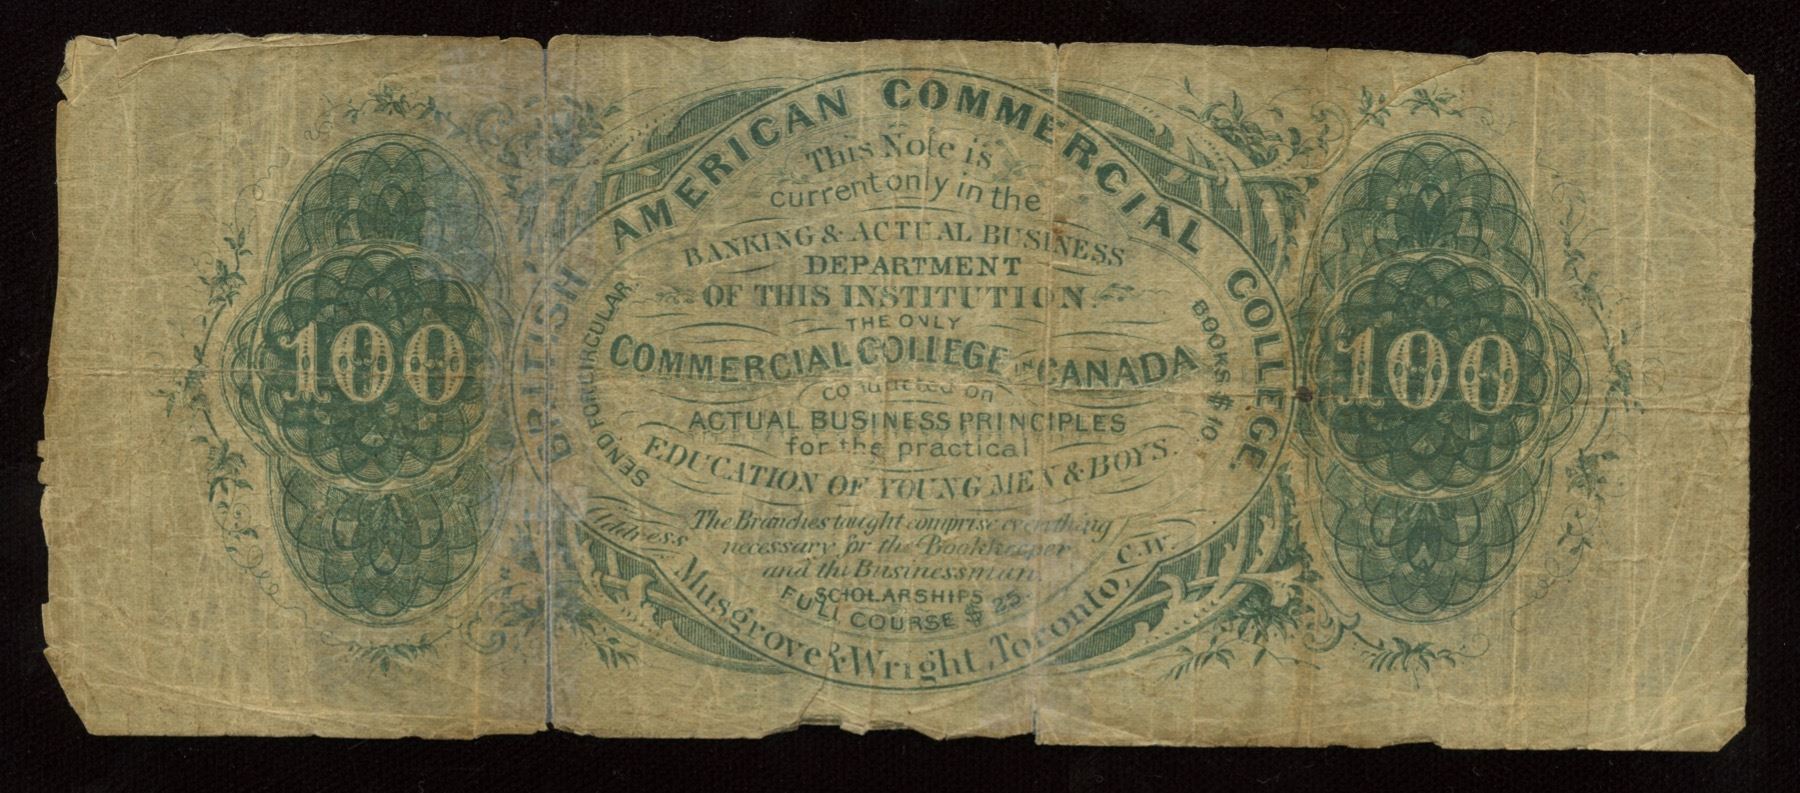 BRITISH AMERICAN COMMERCIAL COLLEGE.
This Note is
current only in the
BANKING & ACTUAL BUSINESS
DEPARTMENT
OF THIS INSTITUTION.
THE ONLY
COMMERCIAL COLLEGE IN CANADA
conducted on
ACTUAL BUSINESS PRINCIPLES
for the practical
EDUCATION OF YOUNG MEN & BOYS.
The Branches taught comprise everything
necessary for the Bookkeeper
and the Businessman.
SCHOLARSHIPS
FULL COURSE $25.
SEND FOR CIRCULAR.
BOOKS $10.
Address Musgrove & Wright, Toronto, C.W.
100
100